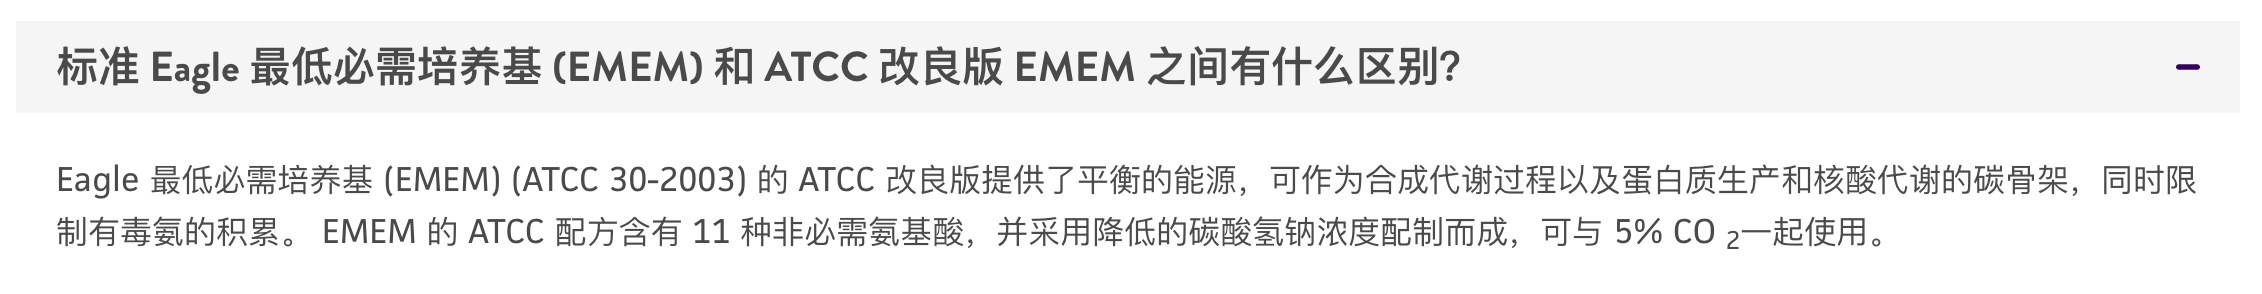 标准 Eagle 最低必需培养基 (EMEM) 和 ATCC 改良版 EMEM 之间有什么区别?
Eagle 最低必需培养基 (EMEM) (ATCC 30-2003) 的 ATCC 改良版提供了平衡的能源，可作为合成代谢过程以及蛋白质生产和核酸代谢的碳骨架，同时限
制有毒氨的积累。 EMEM 的 ATCC 配方含有 11 种非必需氨基酸，并采用降低的碳酸氢钠浓度配制而成，可与 5% CO ₂一起使用。